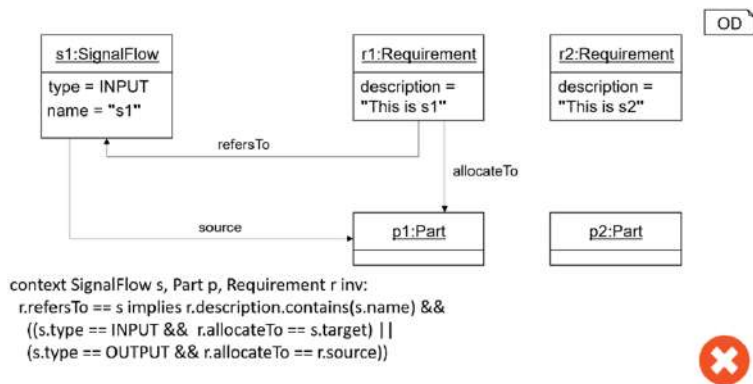 OD
s1:SignalFlow
type = INPUT
name = "s1"
r1:Requirement
description =
"This is s1"
r2:Requirement
description =
"This is s2"
refersTo
allocateTo
source
p1:Part
p2:Part
context SignalFlow s, Part p, Requirement r inv:
r.refersTo == s implies r.description.contains(s.name) &&
((s.type == INPUT && r.allocateTo == s.target) ||
(s.type == OUTPUT && r.allocateTo == r.source))